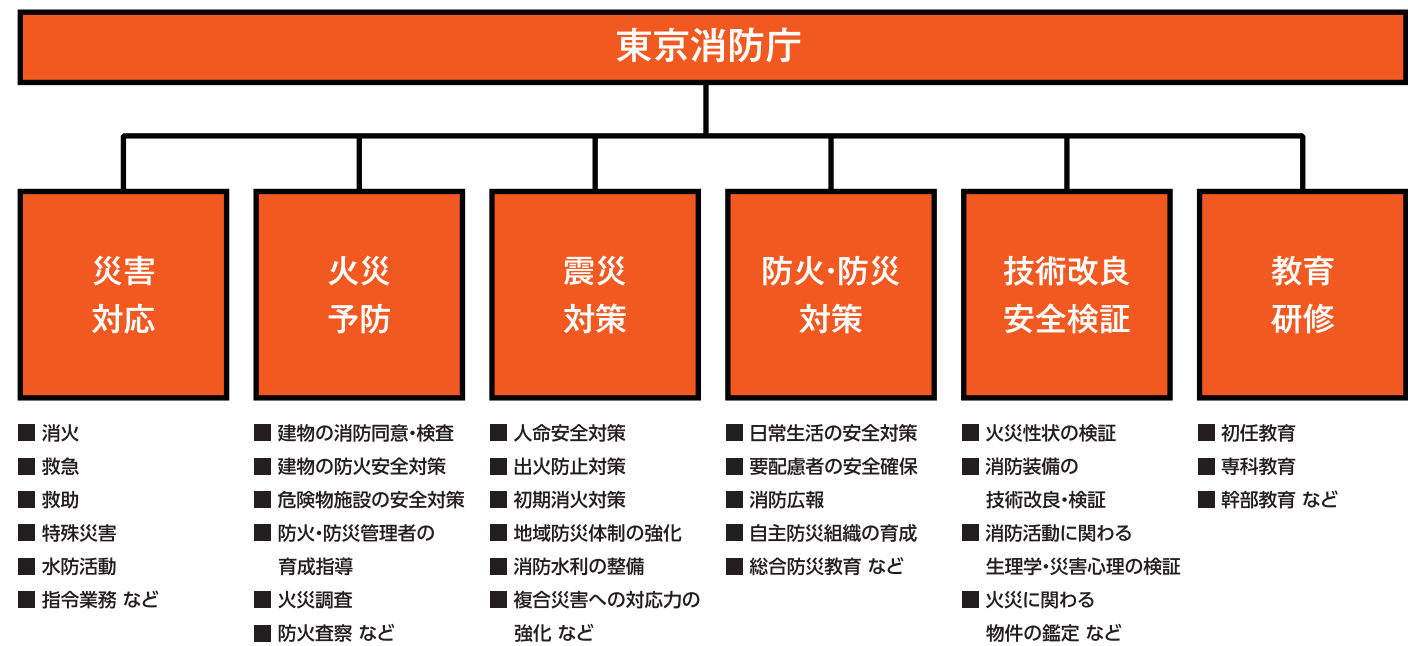 東京消防庁
災害
対応
■ 消火
■ 救急
■ 救助
■ 特殊災害
■ 水防活動
■ 指令業務 など
火災
予防
■ 建物の消防同意・検査
■ 建物の防火安全対策
■ 危険物施設の安全対策
■ 防火・防災管理者の
育成指導
■ 火災調査
■ 防火査察 など
震災
対策
■ 人命安全対策
■ 出火防止対策
■ 初期消火対策
■ 地域防災体制の強化
■ 消防水利の整備
■ 複合災害への対応力の
強化 など
防火・防災
対策
■ 日常生活の安全対策
■ 要配慮者の安全確保
■ 消防広報
■ 自主防災組織の育成
■ 総合防災教育 など
技術改良
安全検証
■ 火災性状の検証
■ 消防装備の
技術改良・検証
■ 消防活動に関わる
生理学・災害心理の検証
■ 火災に関わる
物件の鑑定 など
教育
研修
■ 初任教育
■ 専科教育
■ 幹部教育 など